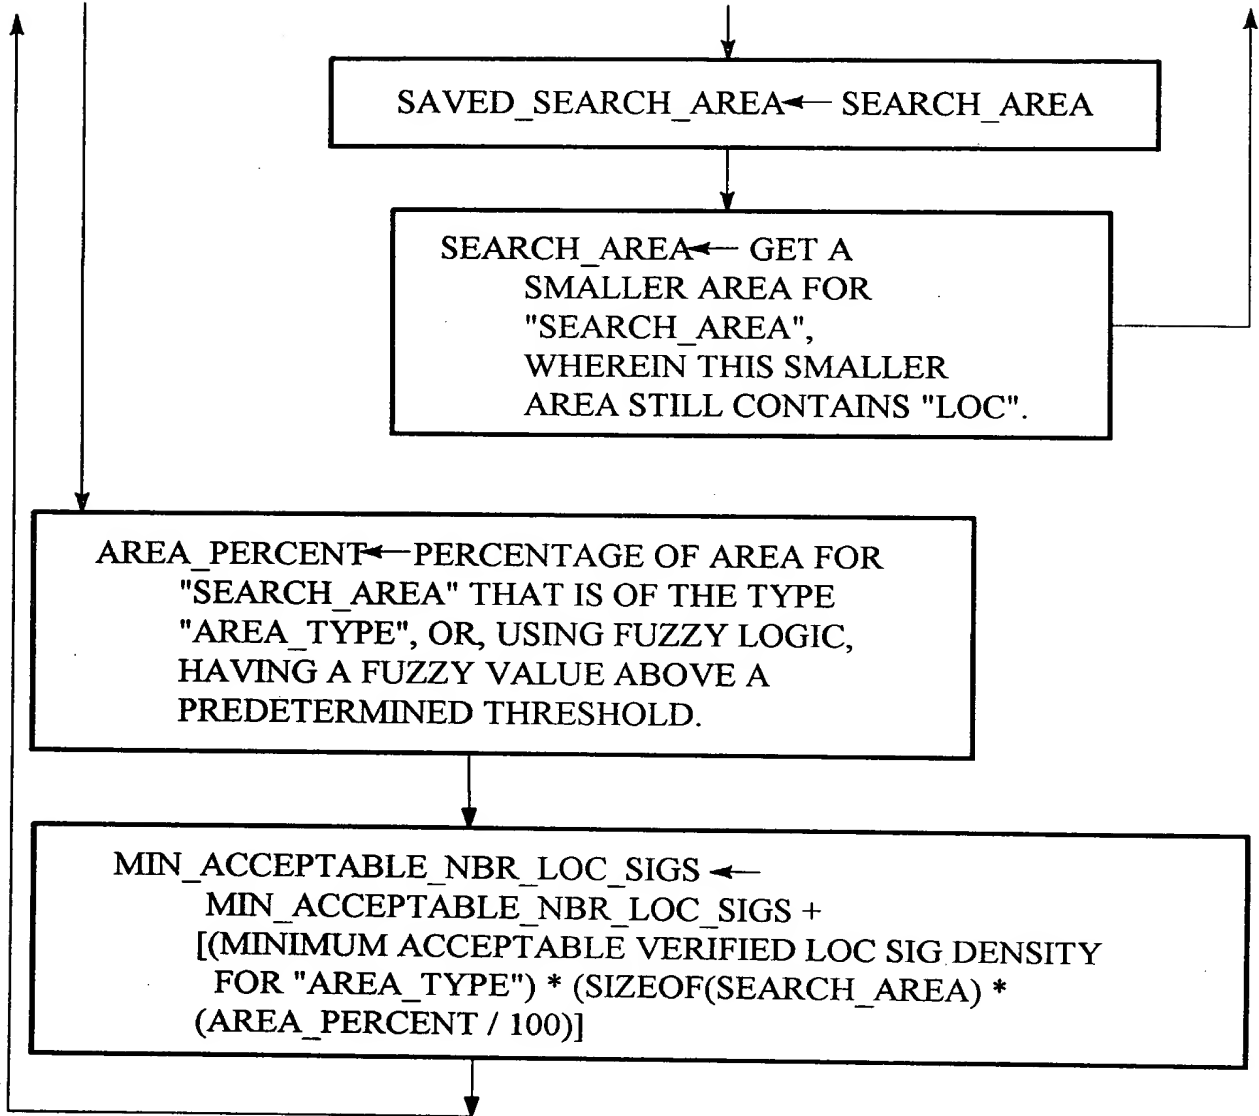 SAVED_SEARCH_AREA← SEARCH_AREA
SEARCH_AREA← GET A
SMALLER AREA FOR
"SEARCH_AREA",
WHEREIN THIS SMALLER
AREA STILL CONTAINS "LOC".
AREA_PERCENT←PERCENTAGE OF AREA FOR
"SEARCH_AREA" THAT IS OF THE TYPE
"AREA_TYPE", OR, USING FUZZY LOGIC,
HAVING A FUZZY VALUE ABOVE A
PREDETERMINED THRESHOLD.
MIN_ACCEPTABLE_NBR_LOC_SIGS ←
MIN_ACCEPTABLE_NBR_LOC_SIGS +
[(MINIMUM ACCEPTABLE VERIFIED LOC SIG DENSITY
FOR "AREA_TYPE") * (SIZEOF(SEARCH_AREA) *
(AREA_PERCENT / 100)]